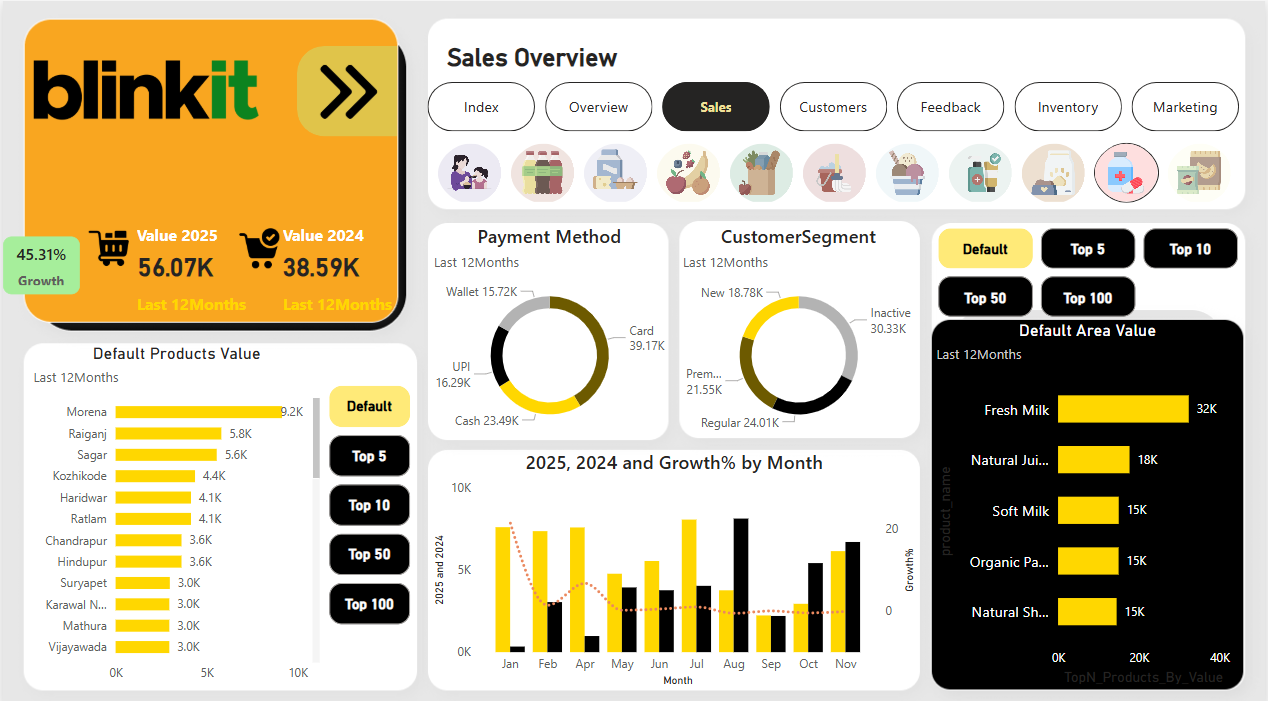 blinkit
Value 2025
56.07K
Last 12Months
Value 2024
38.59K
Last 12Months
45.31%
Growth
Sales Overview
Index
Overview
Sales
Customers
Feedback
Inventory
Marketing
Default Products Value
Last 12Months
Morena 9.2K
Raiganj 5.8K
Sagar 5.6K
Kozhikode 4.4K
Haridwar 4.1K
Ratlam 4.1K
Chandrapur 3.6K
Hindupur 3.6K
Suryapet 3.0K
Karawal N... 3.0K
Mathura 3.0K
Vijayawada 3.0K
0K 5K 10K
Default
Top 5
Top 10
Top 50
Top 100
Payment Method
Last 12Months
Wallet 15.72K
Card
39.17K
UPI
16.29K
Cash 23.49K
CustomerSegment
Last 12Months
New 18.78K
Inactive
30.33K
Prem...
21.55K
Regular 24.01K
2025, 2024 and Growth% by Month
2025 and 2024
10K
5K
0K
Jan Feb Apr May Jun Jul Aug Sep Oct Nov
Month
20
0
Growth%
Default
Top 5
Top 10
Top 50
Top 100
Default Area Value
Last 12Months
product_name
Fresh Milk 32K
Natural Jui... 18K
Soft Milk 15K
Organic Pa... 15K
Natural Sh... 15K
0K 20K 40K
TopN_Products_By_Value